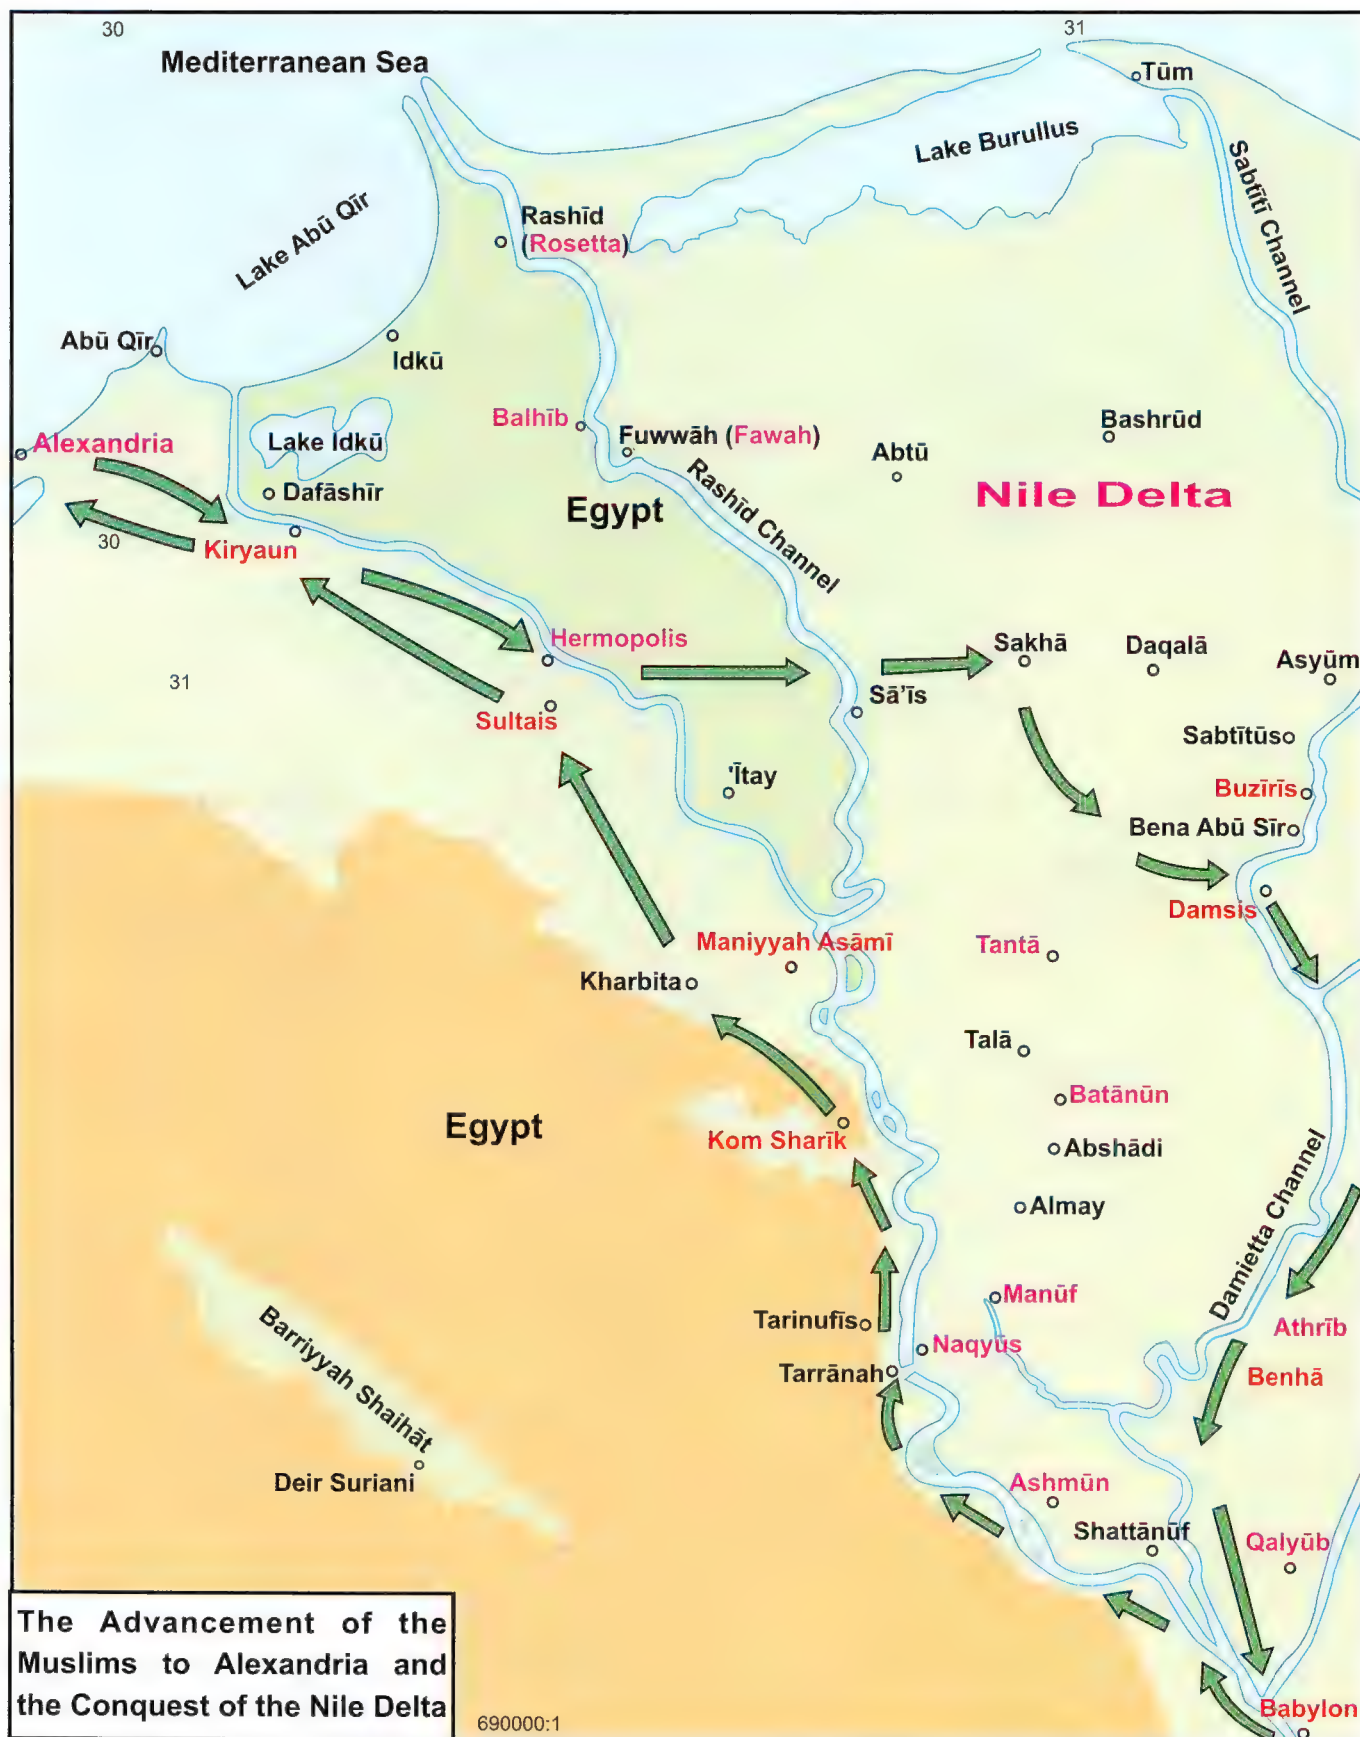 30
31
Mediterranean Sea
Tūm
Lake Burullus
Sabtītī Channel
Lake Abū Qīr
Rashīd
(Rosetta)
Abū Qīr
Idkū
Balhīb
Bashrūd
Alexandria
Lake Idkū
Fuwwāh (Fawah)
Abtū
Dafāshīr
Rashīd Channel
Nile Delta
Egypt
30
Kiryaun
Hermopolis
Sakhā
Daqalā
Asyūm
31
Sā'īs
Sultais
Sabtītūs
'Ītay
Buzīrīs
Bena Abū Sīr
Damsis
Maniyyah Asāmī
Tantā
Kharbita
Talā
Batānūn
Egypt
Kom Sharīk
Abshādi
Almay
Damietta Channel
Manūf
Tarinufīs
Athrīb
Naqyūs
Tarrānah
Benhā
Barriyyah Shaihāt
Deir Suriani
Ashmūn
Shattānūf
Qalyūb
The Advancement of the
Muslims to Alexandria and
the Conquest of the Nile Delta
690000:1
Babylon